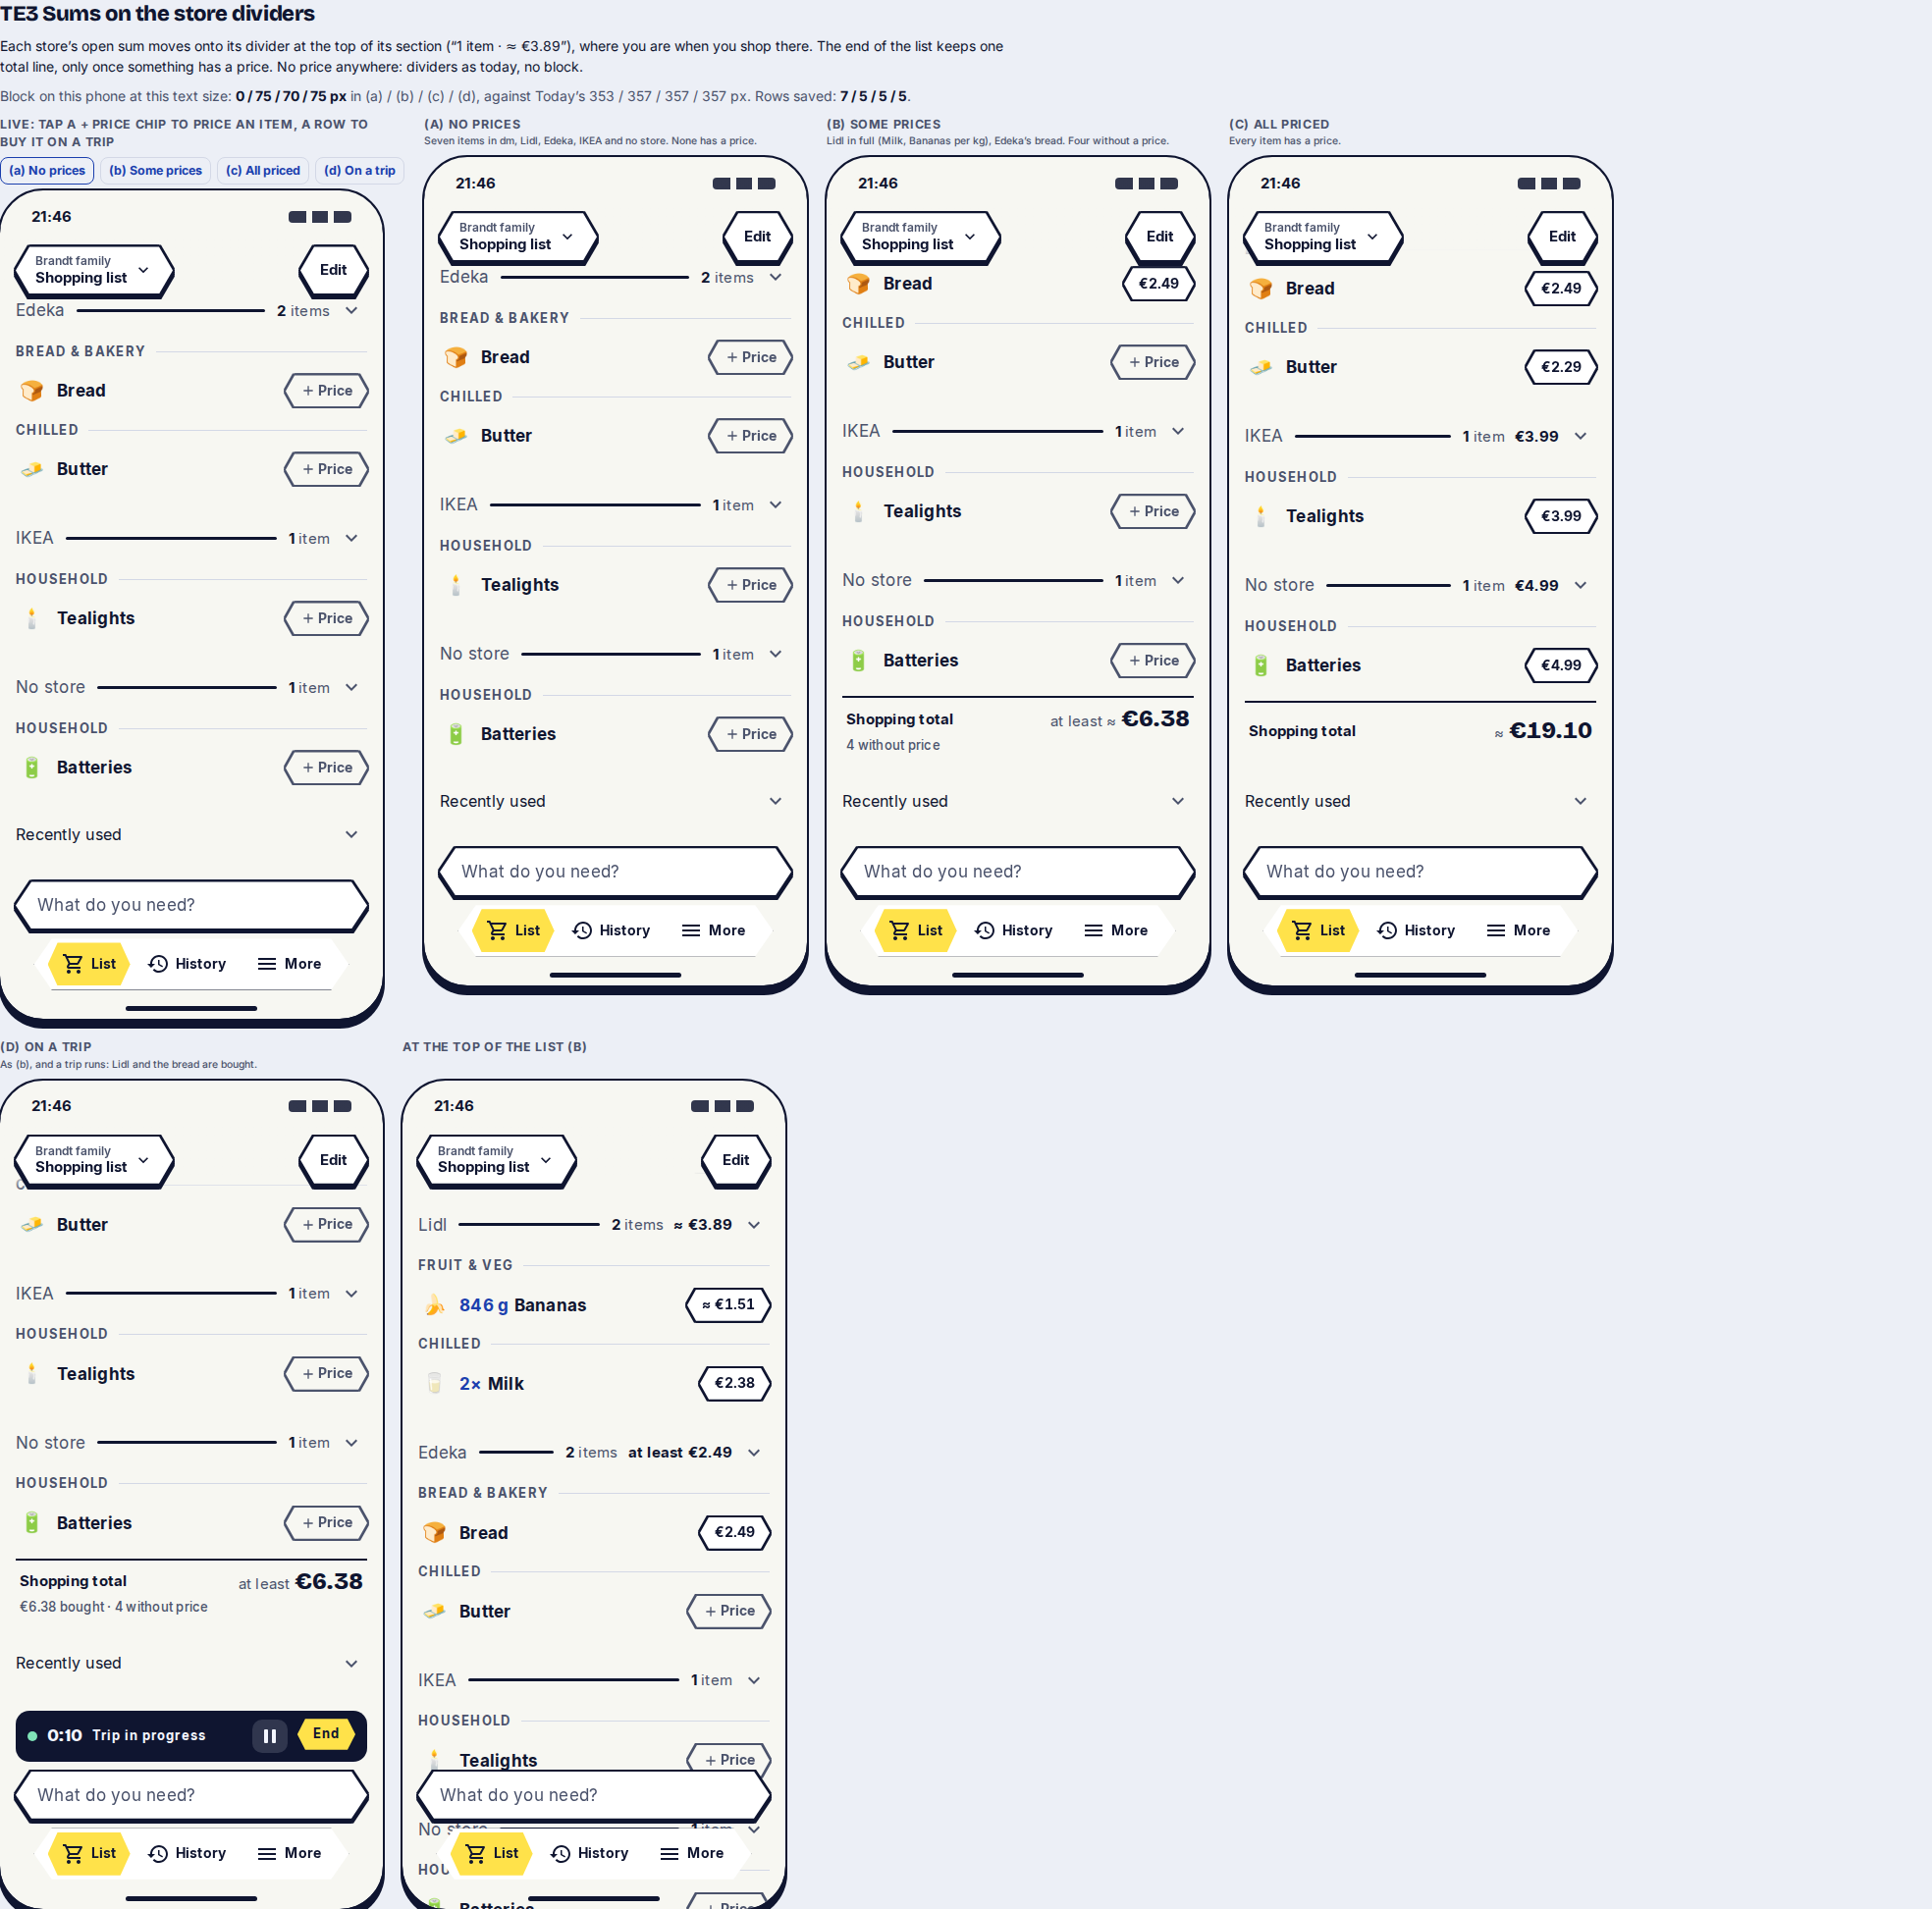 TE3 Sums on the store dividers
Each store’s open sum moves onto its divider at the top of its section (“1 item · ≈ €3.89”), where you are when you shop there. The end of the list keeps one
total line, only once something has a price. No price anywhere: dividers as today, no block.
Block on this phone at this text size: 0 / 75 / 70 / 75 px in (a) / (b) / (c) / (d), against Today’s 353 / 357 / 357 / 357 px. Rows saved: 7 / 5 / 5 / 5.
LIVE: TAP A + PRICE CHIP TO PRICE AN ITEM, A ROW TO
BUY IT ON A TRIP
(a) No prices (b) Some prices (c) All priced (d) On a trip
21:46
Brandt family
Shopping list
Edit
Edeka 2 items
BREAD & BAKERY
Bread + Price
CHILLED
Butter + Price
IKEA 1 item
HOUSEHOLD
Tealights + Price
No store 1 item
HOUSEHOLD
Batteries + Price
Recently used
What do you need?
List History More
(A) NO PRICES
Seven items in dm, Lidl, Edeka, IKEA and no store. None has a price.
21:46
Brandt family
Shopping list
Edit
Edeka 2 items
BREAD & BAKERY
Bread + Price
CHILLED
Butter + Price
IKEA 1 item
HOUSEHOLD
Tealights + Price
No store 1 item
HOUSEHOLD
Batteries + Price
Recently used
What do you need?
List History More
(B) SOME PRICES
Lidl in full (Milk, Bananas per kg), Edeka’s bread. Four without a price.
21:46
Brandt family
Shopping list
Edit
Bread €2.49
CHILLED
Butter + Price
IKEA 1 item
HOUSEHOLD
Tealights + Price
No store 1 item
HOUSEHOLD
Batteries + Price
Shopping total at least ≈ €6.38
4 without price
Recently used
What do you need?
List History More
(C) ALL PRICED
Every item has a price.
21:46
Brandt family
Shopping list
Edit
Bread €2.49
CHILLED
Butter €2.29
IKEA 1 item €3.99
HOUSEHOLD
Tealights €3.99
No store 1 item €4.99
HOUSEHOLD
Batteries €4.99
Shopping total ≈ €19.10
Recently used
What do you need?
List History More
(D) ON A TRIP
As (b), and a trip runs: Lidl and the bread are bought.
21:46
Brandt family
Shopping list
Edit
Butter + Price
IKEA 1 item
HOUSEHOLD
Tealights + Price
No store 1 item
HOUSEHOLD
Batteries + Price
Shopping total at least €6.38
€6.38 bought · 4 without price
Recently used
0:10 Trip in progress End
What do you need?
List History More
AT THE TOP OF THE LIST (B)
21:46
Brandt family
Shopping list
Edit
Lidl 2 items ≈ €3.89
FRUIT & VEG
846 g Bananas ≈ €1.51
CHILLED
2× Milk €2.38
Edeka 2 items at least €2.49
BREAD & BAKERY
Bread €2.49
CHILLED
Butter + Price
IKEA 1 item
HOUSEHOLD
Tealights + Price
What do you need?
No store 1 item
List History More